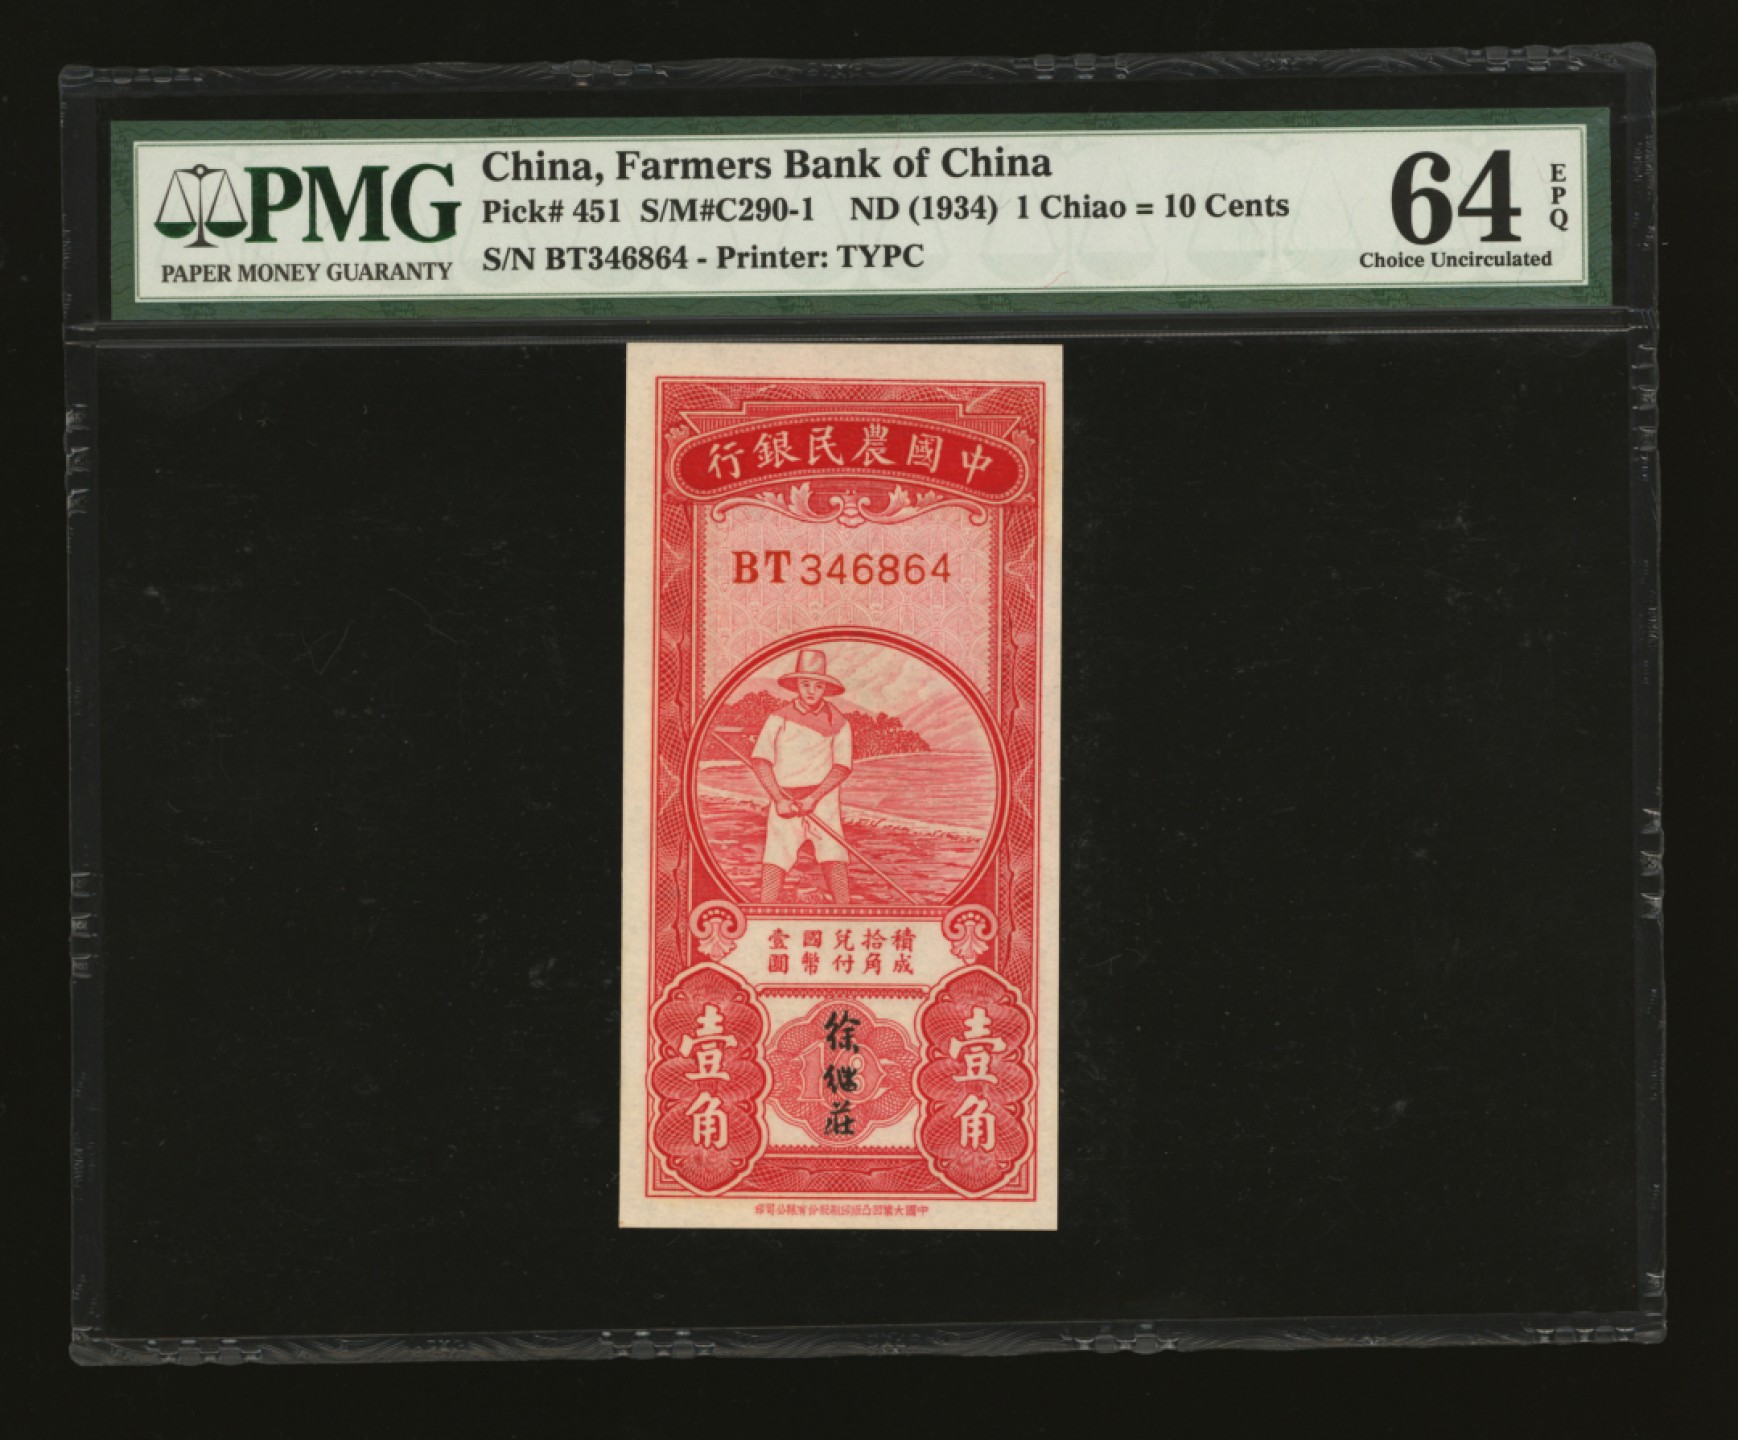 PMG
PAPER MONEY GUARANTY
China, Farmers Bank of China
Pick# 451 S/M#C290-1 ND (1934) 1 Chiao = 10 Cents
S/N BT346864 - Printer: TYPC
64 EPQ
Choice Uncirculated
中國農民銀行
BT346864
積成
拾角
兌付
國幣
壹圓
壹角
10
徐継莊
壹角